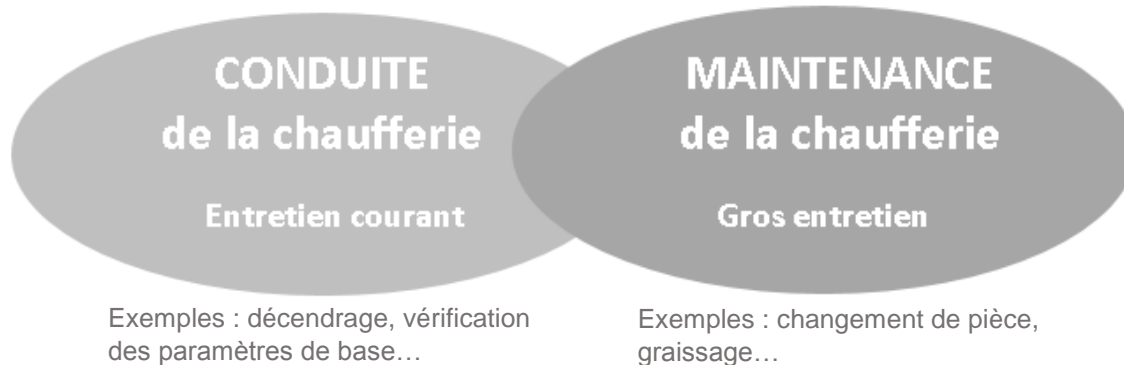 CONDUITE
de la chaufferie
Entretien courant
Exemples : décendrage, vérification
des paramètres de base…
MAINTENANCE
de la chaufferie
Gros entretien
Exemples : changement de pièce,
graissage…